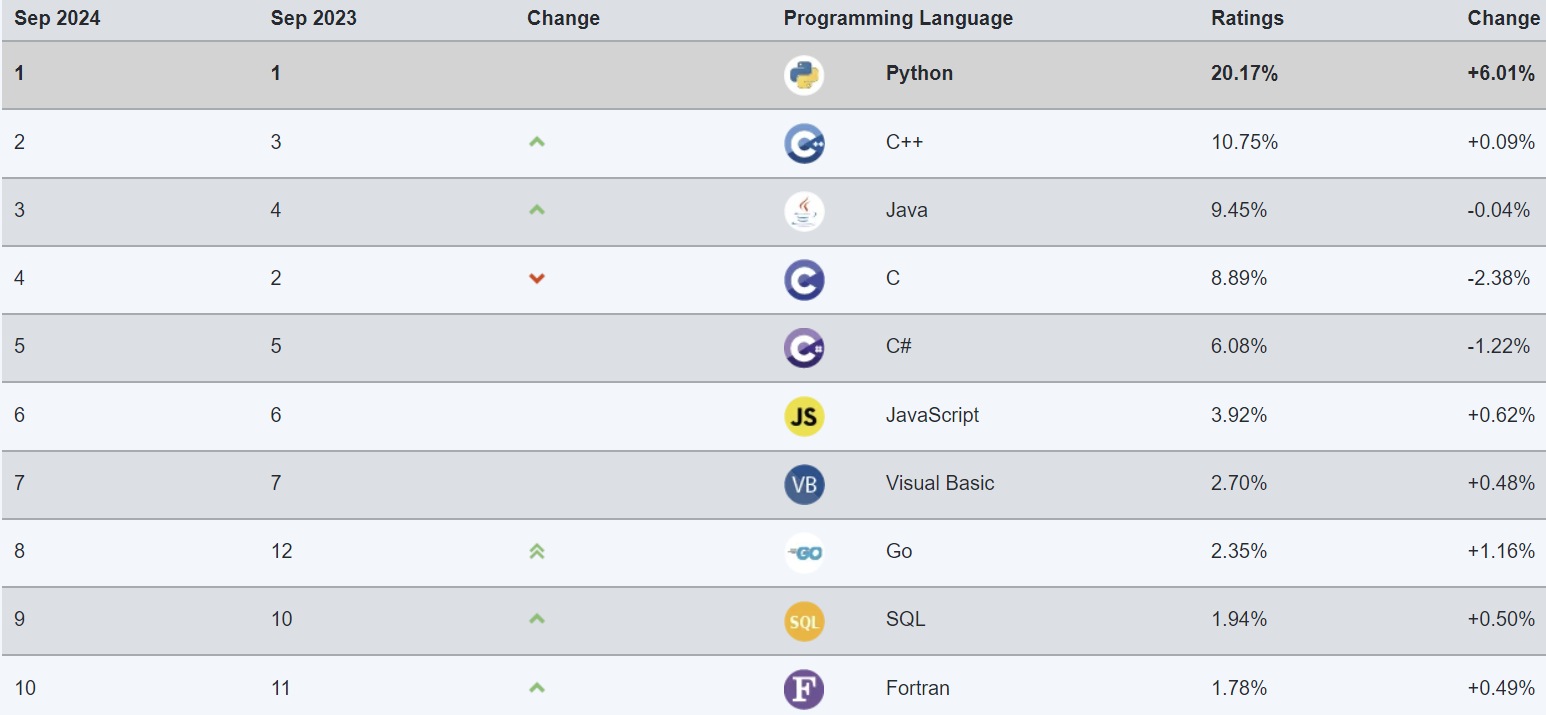 Sep 2024 Sep 2023 Change Programming Language Ratings Change
1 1 Python 20.17% +6.01%
2 3 C++ 10.75% +0.09%
3 4 Java 9.45% -0.04%
4 2 C 8.89% -2.38%
5 5 C# 6.08% -1.22%
6 6 JS JavaScript 3.92% +0.62%
7 7 VB Visual Basic 2.70% +0.48%
8 12 GO Go 2.35% +1.16%
9 10 SQL SQL 1.94% +0.50%
10 11 F Fortran 1.78% +0.49%